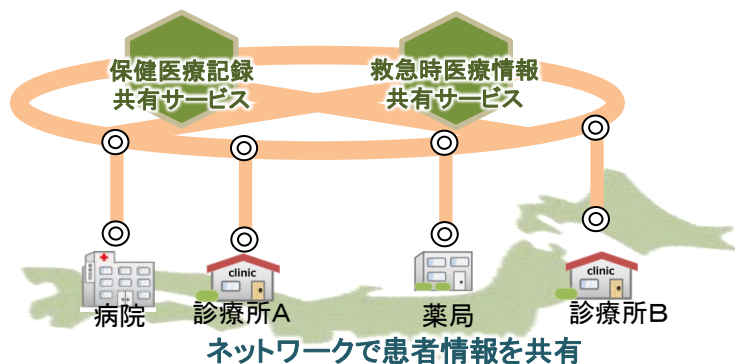 保健医療記録
共有サービス
救急時医療情報
共有サービス
clinic
clinic
病院
診療所A
薬局
診療所B
ネットワークで患者情報を共有